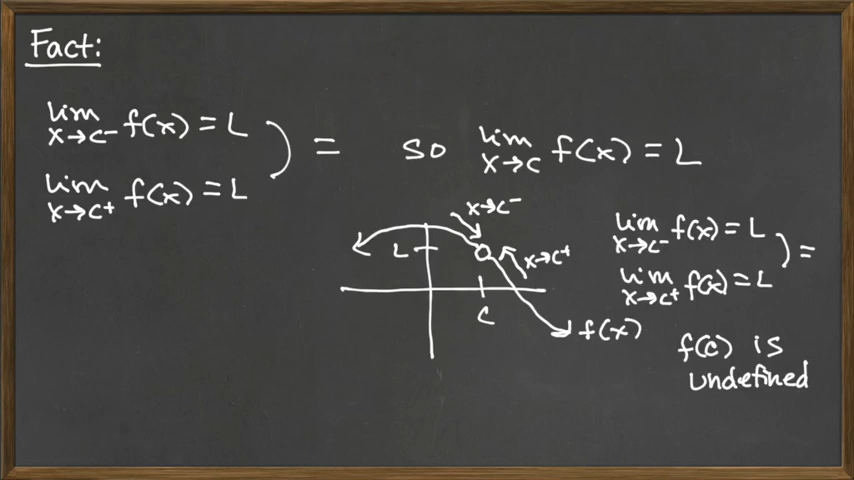 Fact:
lim f(x) = L
x→c⁻
lim f(x) = L
x→c⁺
= so lim f(x) = L
x→c
x→c⁻
L
x→c⁺
c
f(x)
lim f(x) = L
x→c⁻
lim f(x) = L
x→c⁺
=
f(c) is
undefined